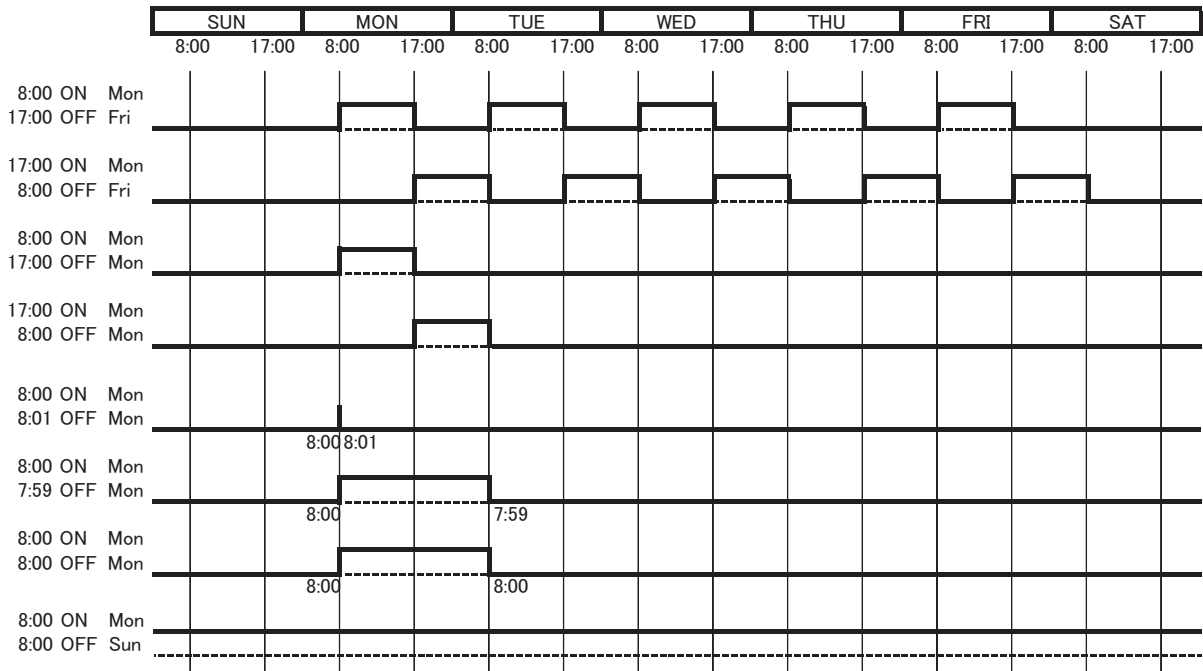 SUN MON TUE WED THU FRI SAT
8:00 17:00 8:00 17:00 8:00 17:00 8:00 17:00 8:00 17:00 8:00 17:00 8:00 17:00
8:00 ON Mon
17:00 OFF Fri
17:00 ON Mon
8:00 OFF Fri
8:00 ON Mon
17:00 OFF Mon
17:00 ON Mon
8:00 OFF Mon
8:00 ON Mon
8:01 OFF Mon
8:00 8:01
8:00 ON Mon
7:59 OFF Mon
8:00 7:59
8:00 ON Mon
8:00 OFF Mon
8:00 8:00
8:00 ON Mon
8:00 OFF Sun